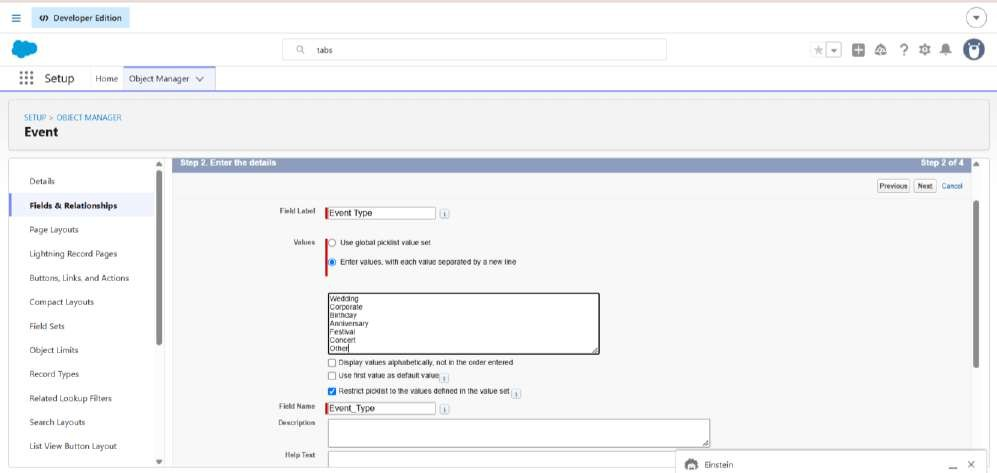 </> Developer Edition
tabs
Setup Home Object Manager
SETUP > OBJECT MANAGER
Event
Details
Fields & Relationships
Page Layouts
Lightning Record Pages
Buttons, Links, and Actions
Compact Layouts
Field Sets
Object Limits
Record Types
Related Lookup Filters
Search Layouts
List View Button Layout
Step 2. Enter the details Step 2 of 4
Previous Next Cancel
Field Label Event Type i
Values Use global picklist value set
Enter values, with each value separated by a new line
Wedding
Corporate
Birthday
Anniversary
Festival
Concert
Other
Display values alphabetically, not in the order entered
Use first value as default value i
Restrict picklist to the values defined in the value set i
Field Name Event_Type i
Description
Help Text
Einstein